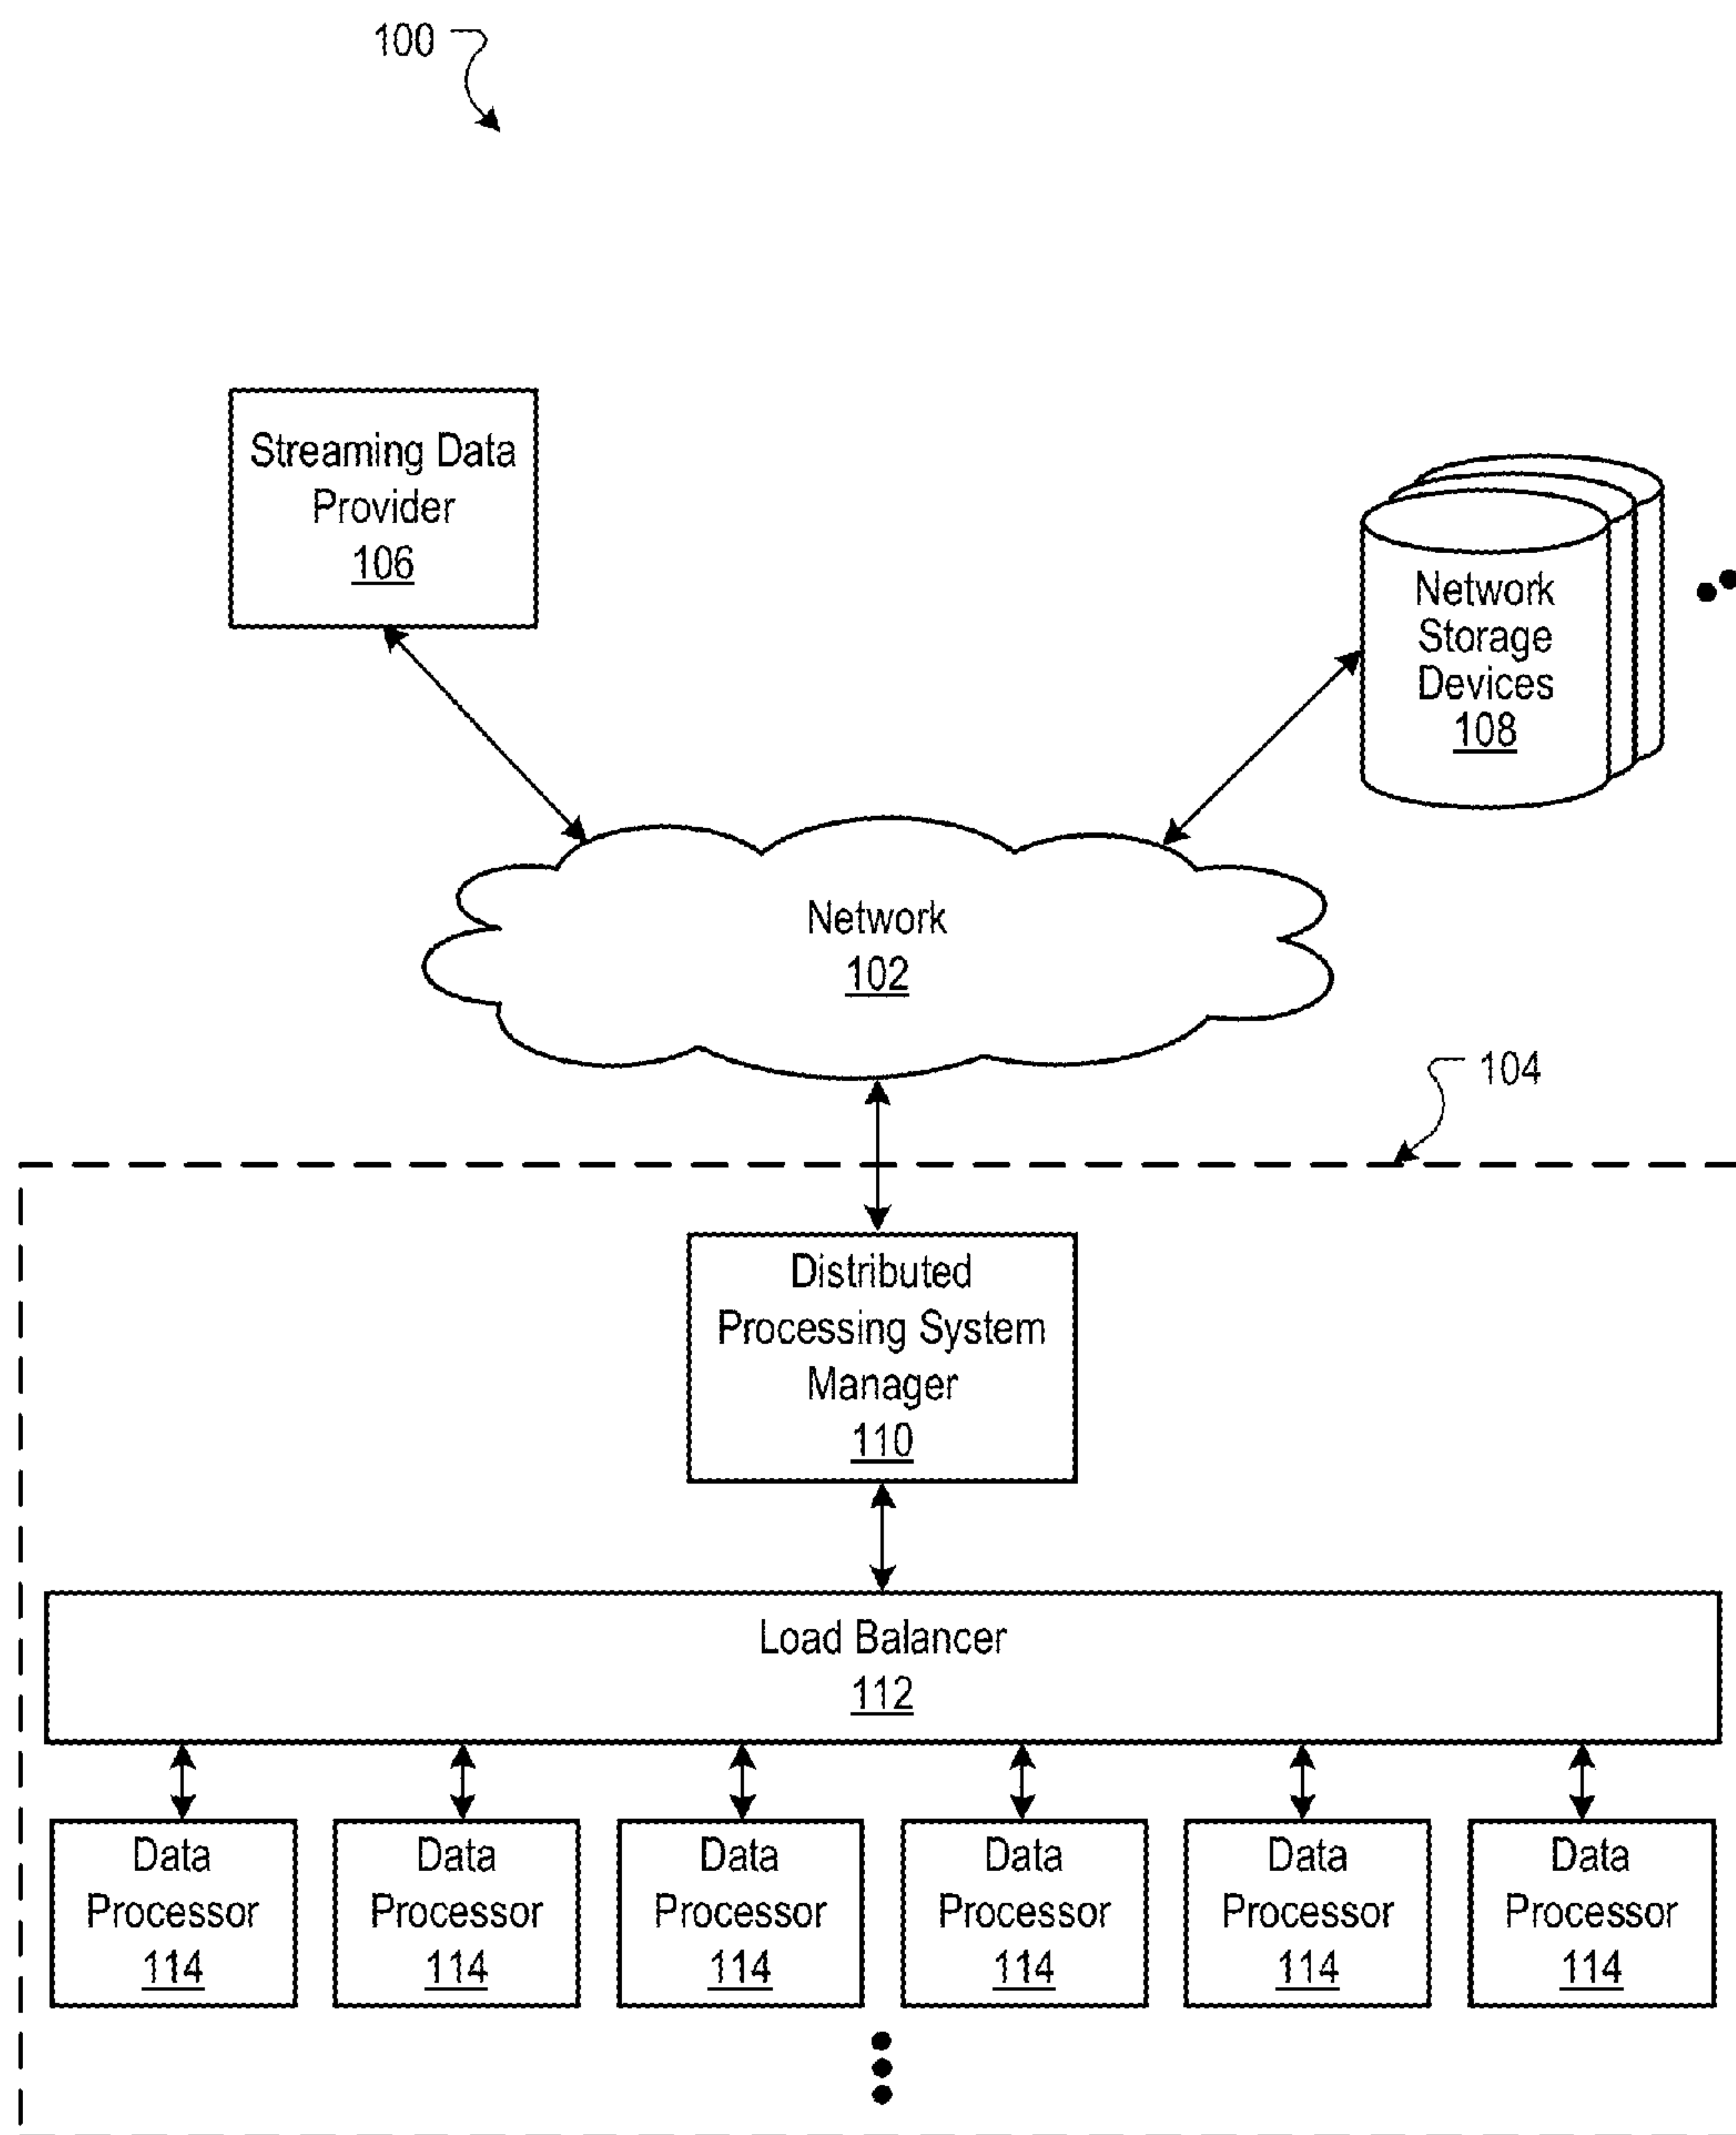 100
Streaming Data
Provider
106
Network
Storage
Devices
108
Network
102
104
Distributed
Processing System
Manager
110
Load Balancer
112
Data
Processor
114
Data
Processor
114
Data
Processor
114
Data
Processor
114
Data
Processor
114
Data
Processor
114